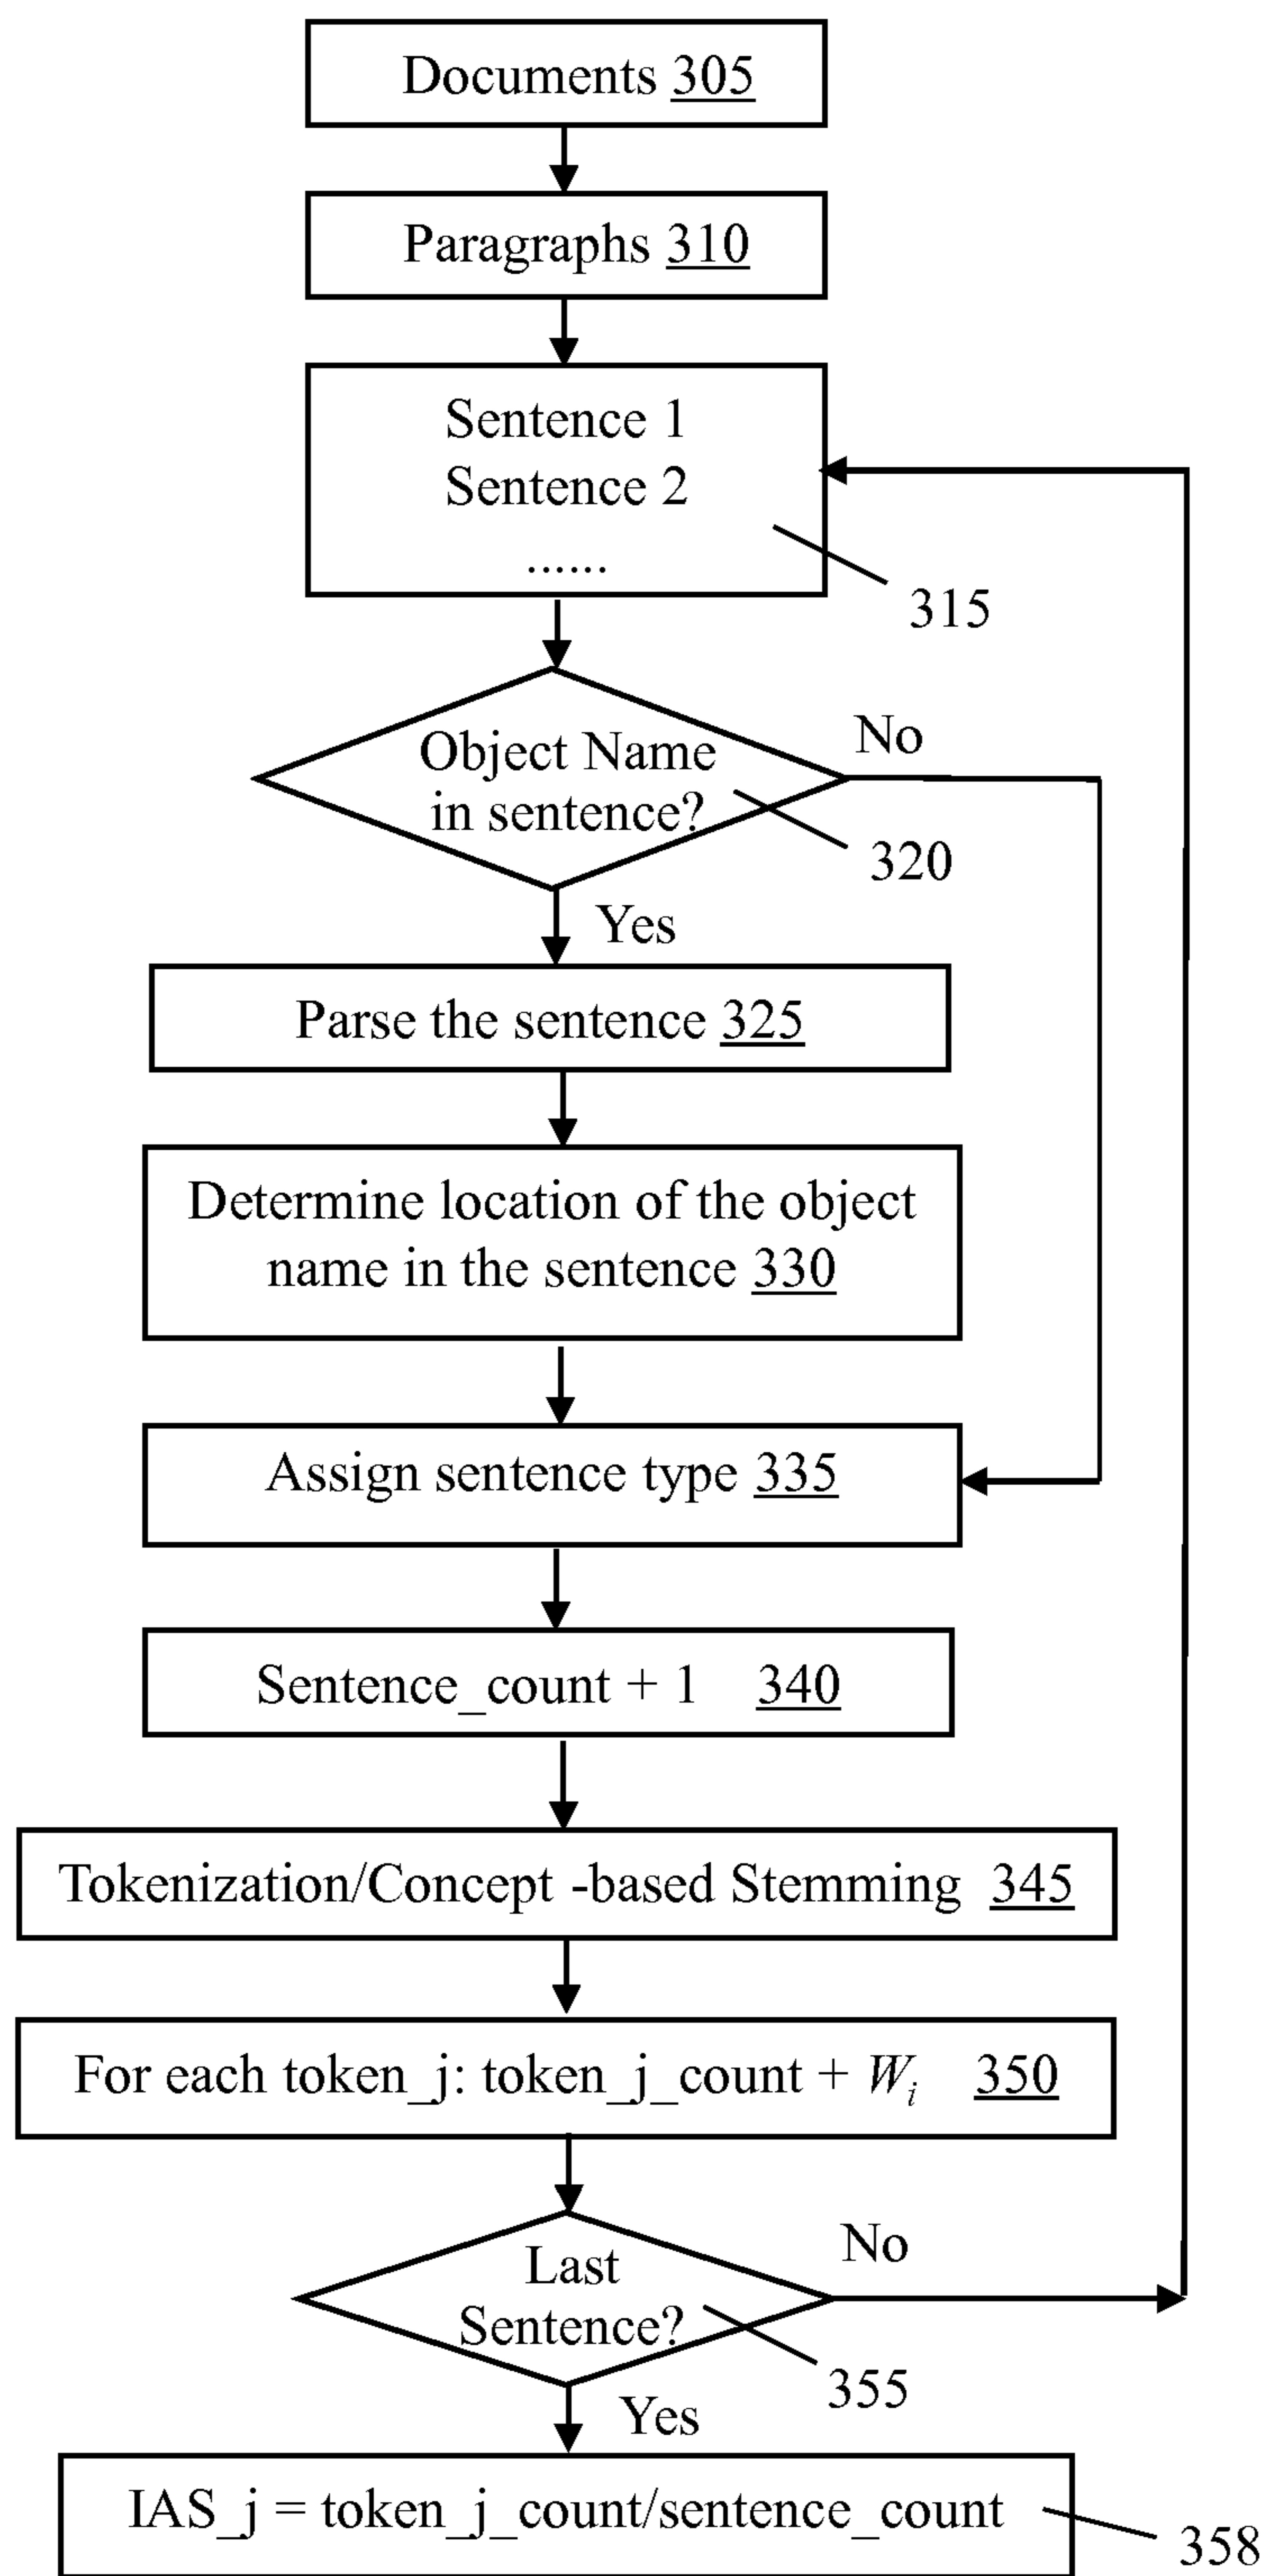 Documents 305
Paragraphs 310
Sentence 1
Sentence 2
......
315
Object Name
in sentence?
No
320
Yes
Parse the sentence 325
Determine location of the object
name in the sentence 330
Assign sentence type 335
Sentence_count + 1 340
Tokenization/Concept -based Stemming 345
For each token_j: token_j_count + Wi 350
Last
Sentence?
No
355
Yes
IAS_j = token_j_count/sentence_count
358